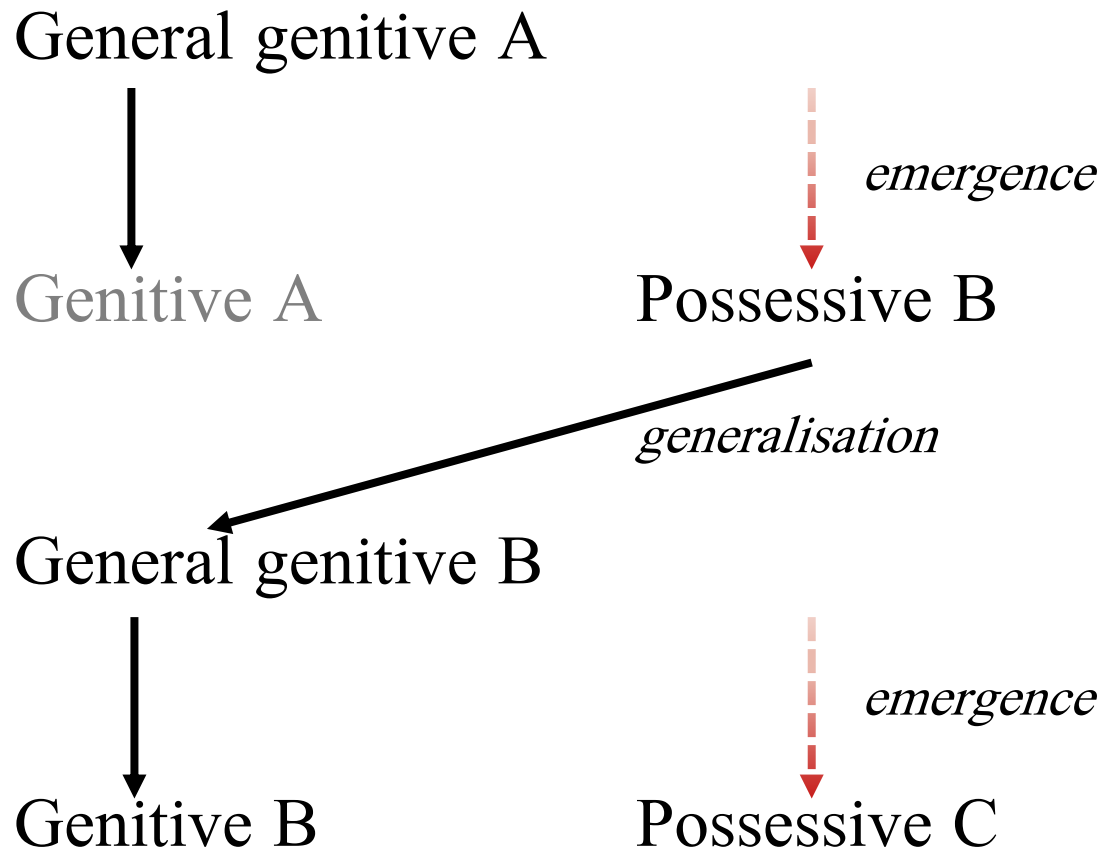 General genitive A
emergence
Genitive A
Possessive B
generalisation
General genitive B
emergence
Genitive B
Possessive C